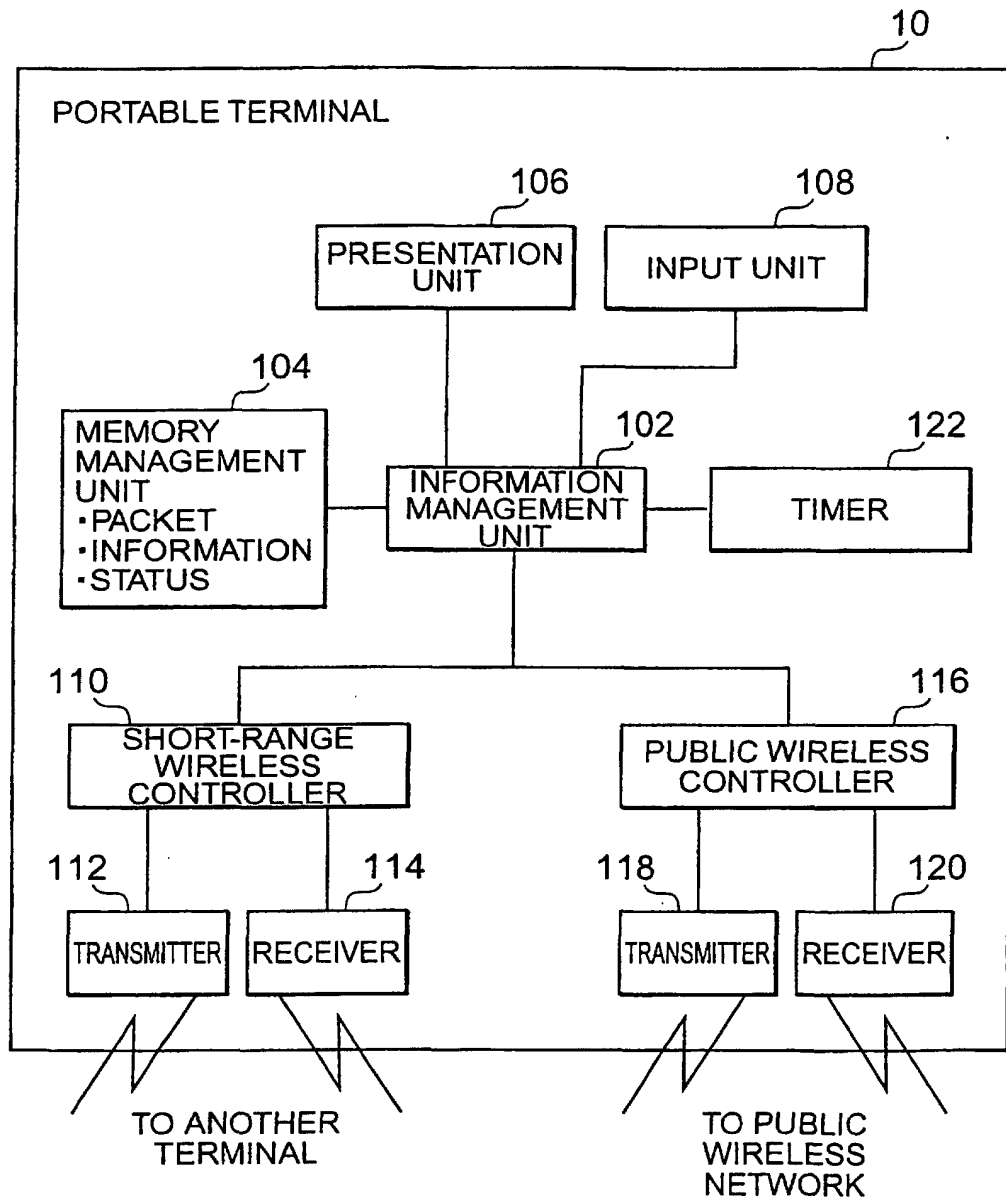 10
PORTABLE TERMINAL
106
108
PRESENTATION
UNIT
INPUT UNIT
104
102
122
MEMORY
MANAGEMENT
UNIT
・PACKET
・INFORMATION
・STATUS
INFORMATION
MANAGEMENT
UNIT
TIMER
110
116
SHORT-RANGE
WIRELESS
CONTROLLER
PUBLIC WIRELESS
CONTROLLER
112
114
118
120
TRANSMITTER
RECEIVER
TRANSMITTER
RECEIVER
TO ANOTHER
TERMINAL
TO PUBLIC
WIRELESS
NETWORK